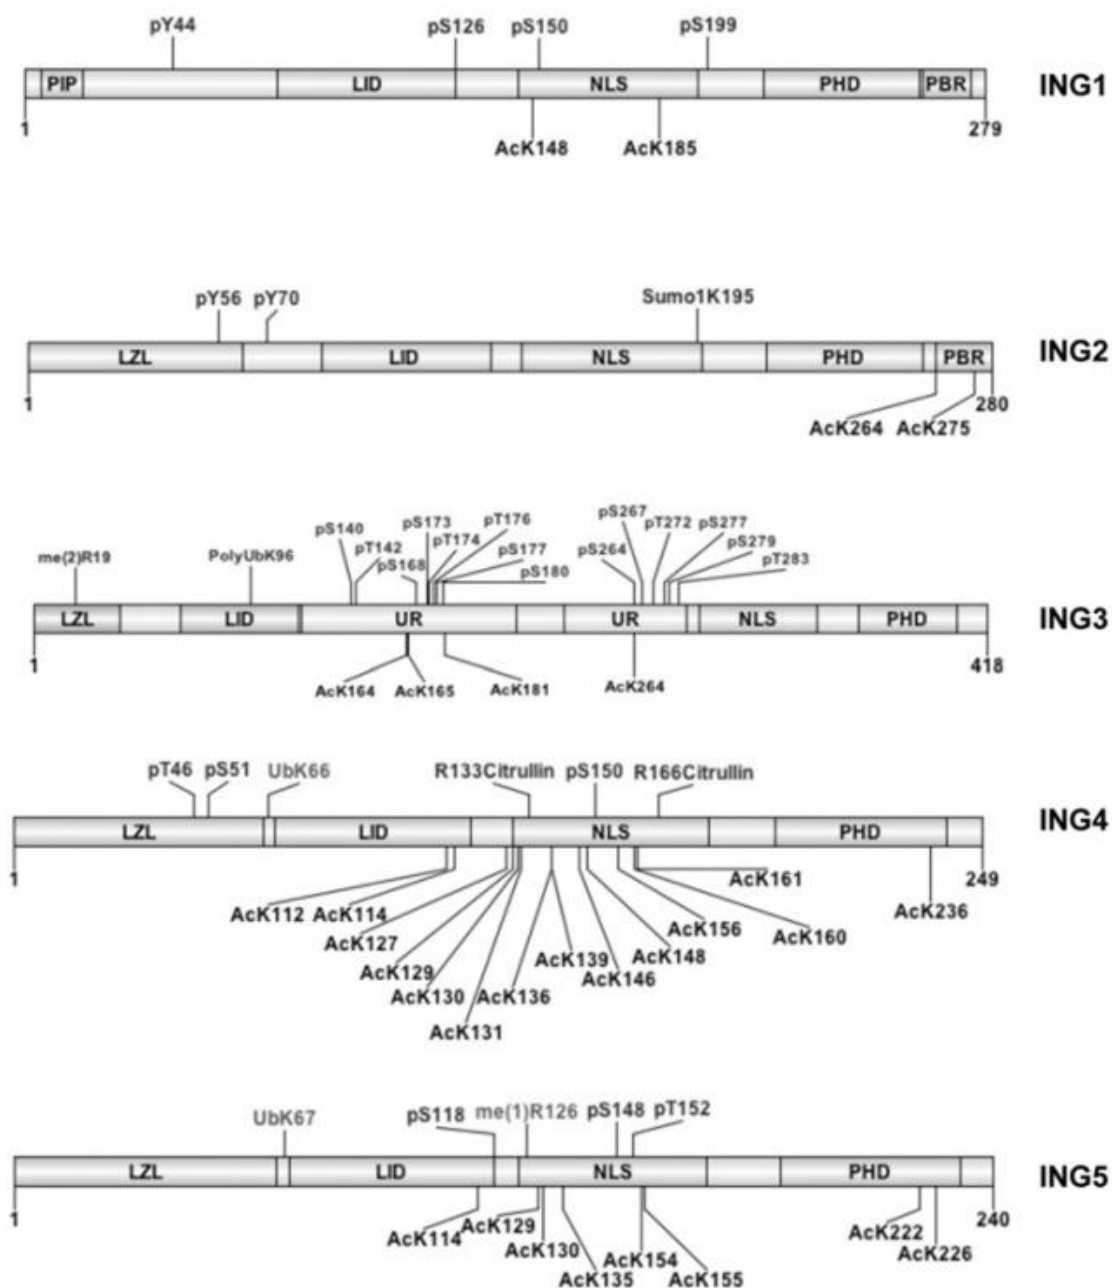 pY44 pS126 pS150 pS199
PIP LID NLS PHD PBR ING1
1 279
AcK148 AcK185
pY56 pY70 Sumo1K195
LZL LID NLS PHD PBR ING2
1 280
AcK264 AcK275
pS267
pS173 pT176
pS140 pT272 pS277
pT174 pS279
pT142 pS177 pS264
me(2)R19 PolyUbK96 pT283
pS168 pS180
LZL LID UR UR NLS PHD ING3
1 418
AcK164 AcK165 AcK181 AcK264
pT46 pS51 UbK66 R133Citrullin pS150 R166Citrullin
LZL LID NLS PHD ING4
1 249
AcK161
AcK112 AcK114 AcK236
AcK156
AcK127 AcK160
AcK139 AcK148
AcK129 AcK146
AcK130 AcK136
AcK131
UbK67 pS118 me(1)R126 pS148 pT152
LZL LID NLS PHD ING5
1 240
AcK114 AcK129 AcK222
AcK130 AcK226
AcK154
AcK135 AcK155